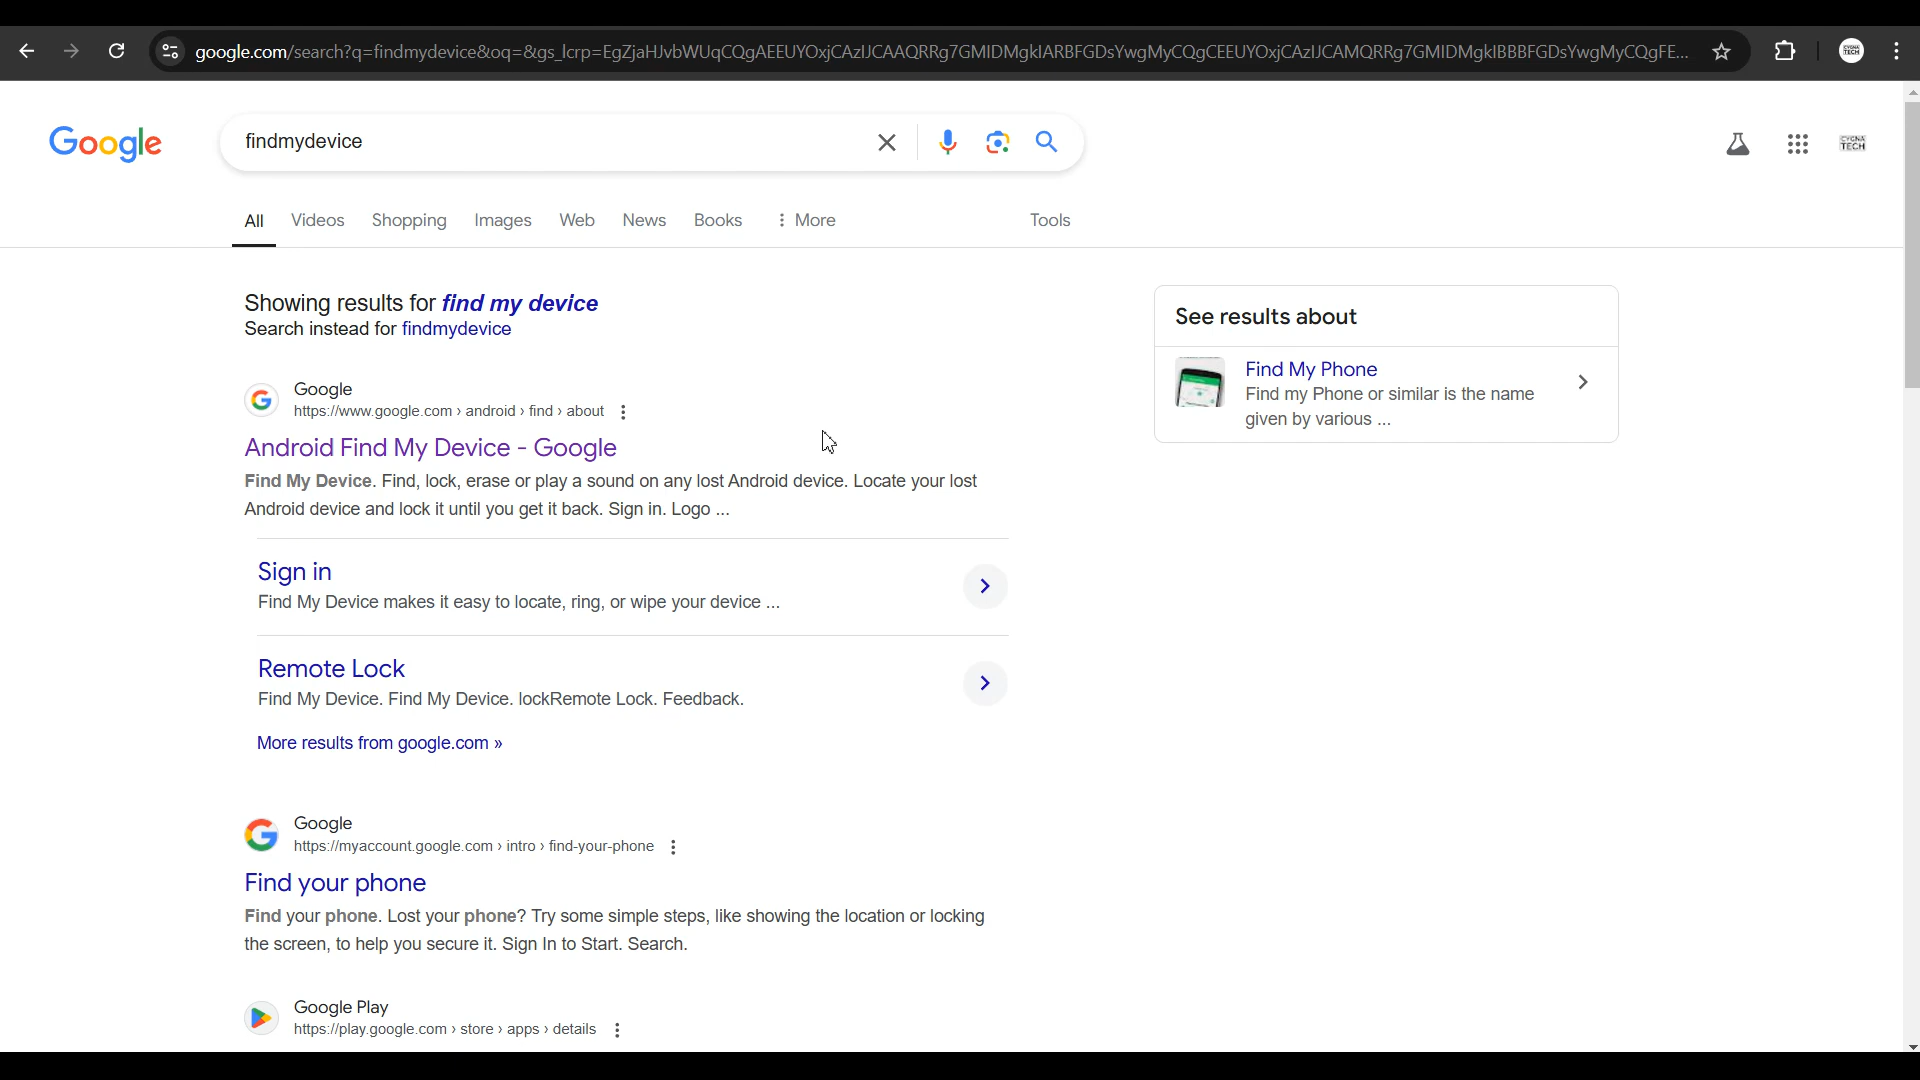 google.com/search?q=findmydevice&oq=&gs_lcrp=EgZjaHJvbWUqCQgAEEUYOxjCAzIJCAAQRRg7GMIDMgkIARBFGDsYwgMyCQgCEEUYOxjCAzIJCAMQRRg7GMIDMgkIBBBFGDsYwgMyCQgFE...
Google
findmydevice
CYGNA TECH
All Videos Shopping Images Web News Books More Tools
Showing results for find my device
Search instead for findmydevice
See results about
Find My Phone
Find my Phone or similar is the name
given by various ...
Google
https://www.google.com › android › find › about
Android Find My Device - Google
Find My Device. Find, lock, erase or play a sound on any lost Android device. Locate your lost
Android device and lock it until you get it back. Sign in. Logo ...
Sign in
Find My Device makes it easy to locate, ring, or wipe your device ...
Remote Lock
Find My Device. Find My Device. lockRemote Lock. Feedback.
More results from google.com »
Google
https://myaccount.google.com › intro › find-your-phone
Find your phone
Find your phone. Lost your phone? Try some simple steps, like showing the location or locking
the screen, to help you secure it. Sign In to Start. Search.
Google Play
https://play.google.com › store › apps › details